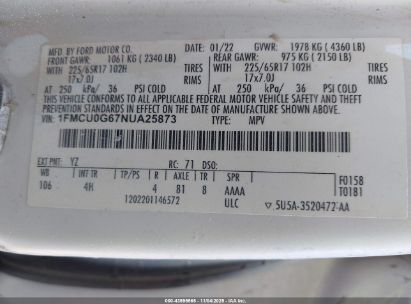 MFD. BY FORD MOTOR CO.
DATE: 01/22 GVWR: 1978 KG ( 4360 LB)
FRONT GAWR: 1061 KG ( 2340 LB) REAR GAWR: 975 KG ( 2150 LB)
WITH WITH
225/65R17 102H TIRES 225/65R17 102H TIRES
17x7.0J RIMS 17x7.0J RIMS
AT 250 kPa/ 36 PSI COLD AT 250 kPa/ 36 PSI COLD
THIS VEHICLE CONFORMS TO ALL APPLICABLE FEDERAL MOTOR VEHICLE SAFETY AND THEFT PREVENTION STANDARDS IN EFFECT ON THE DATE OF MANUFACTURE SHOWN ABOVE.
VIN: 1FMCU0G67NUA25873 TYPE: MPV
EXT PNT: YZ RC: 71 DSO:
WB INT TR TP/PS R AXLE TR SPR F0158
106 4H 4 81 8 AAAA T0181
1202201146572 ULC 5U5A-3520472-AA